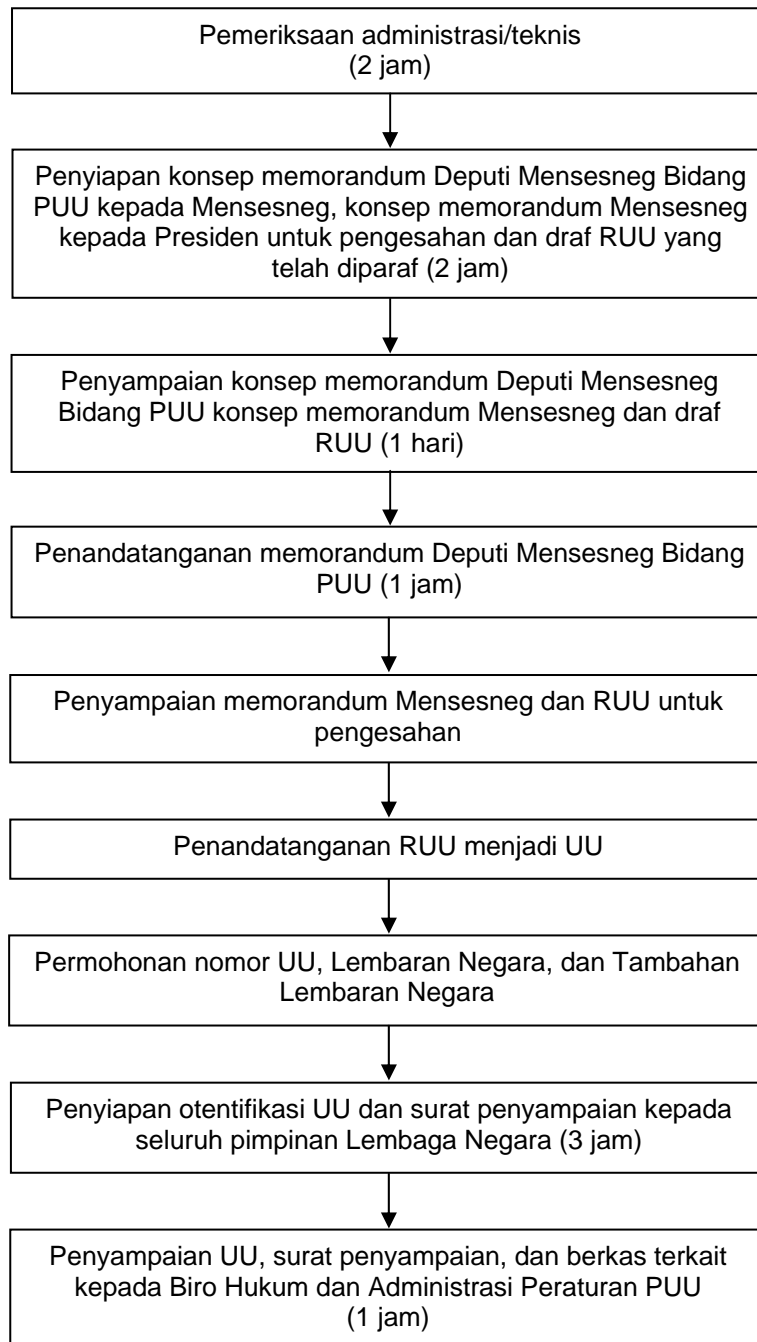 Pemeriksaan administrasi/teknis
(2 jam)
Penyiapan konsep memorandum Deputi Mensesneg Bidang
PUU kepada Mensesneg, konsep memorandum Mensesneg
kepada Presiden untuk pengesahan dan draf RUU yang
telah diparaf (2 jam)
Penyampaian konsep memorandum Deputi Mensesneg
Bidang PUU konsep memorandum Mensesneg dan draf
RUU (1 hari)
Penandatanganan memorandum Deputi Mensesneg Bidang
PUU (1 jam)
Penyampaian memorandum Mensesneg dan RUU untuk
pengesahan
Penandatanganan RUU menjadi UU
Permohonan nomor UU, Lembaran Negara, dan Tambahan
Lembaran Negara
Penyiapan otentifikasi UU dan surat penyampaian kepada
seluruh pimpinan Lembaga Negara (3 jam)
Penyampaian UU, surat penyampaian, dan berkas terkait
kepada Biro Hukum dan Administrasi Peraturan PUU
(1 jam)